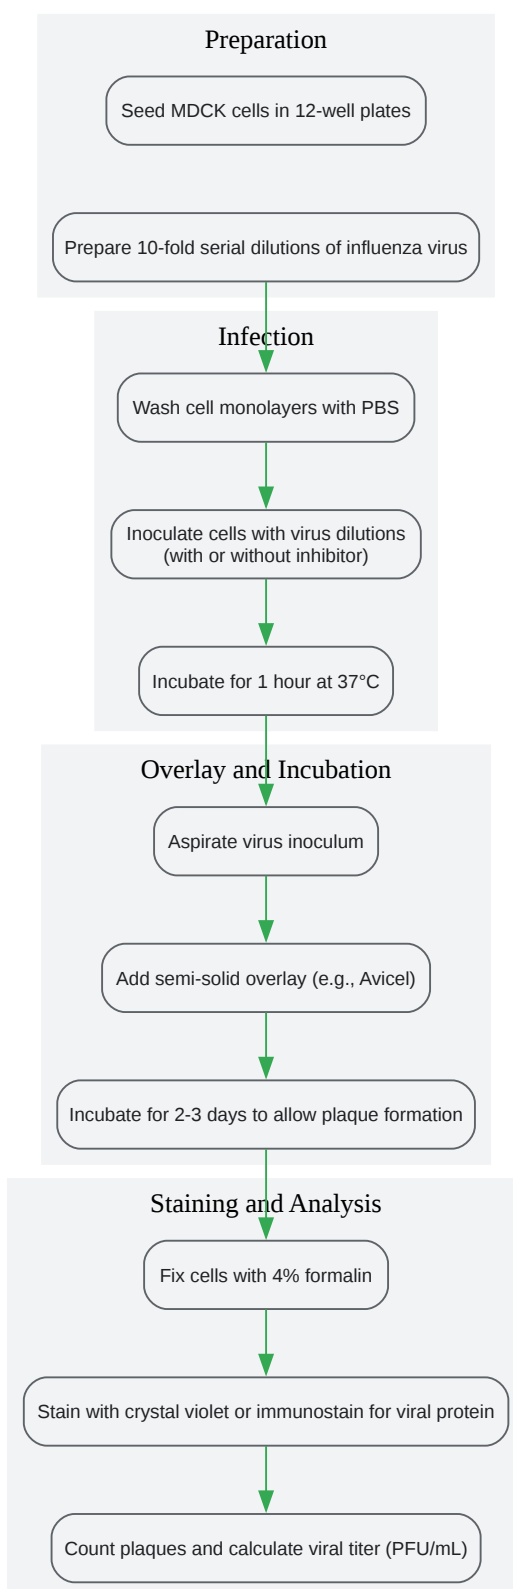 Preparation
Seed MDCK cells in 12-well plates
Prepare 10-fold serial dilutions of influenza virus
Infection
Wash cell monolayers with PBS
Inoculate cells with virus dilutions
(with or without inhibitor)
Incubate for 1 hour at 37°C
Overlay and Incubation
Aspirate virus inoculum
Add semi-solid overlay (e.g., Avicel)
Incubate for 2-3 days to allow plaque formation
Staining and Analysis
Fix cells with 4% formalin
Stain with crystal violet or immunostain for viral protein
Count plaques and calculate viral titer (PFU/mL)